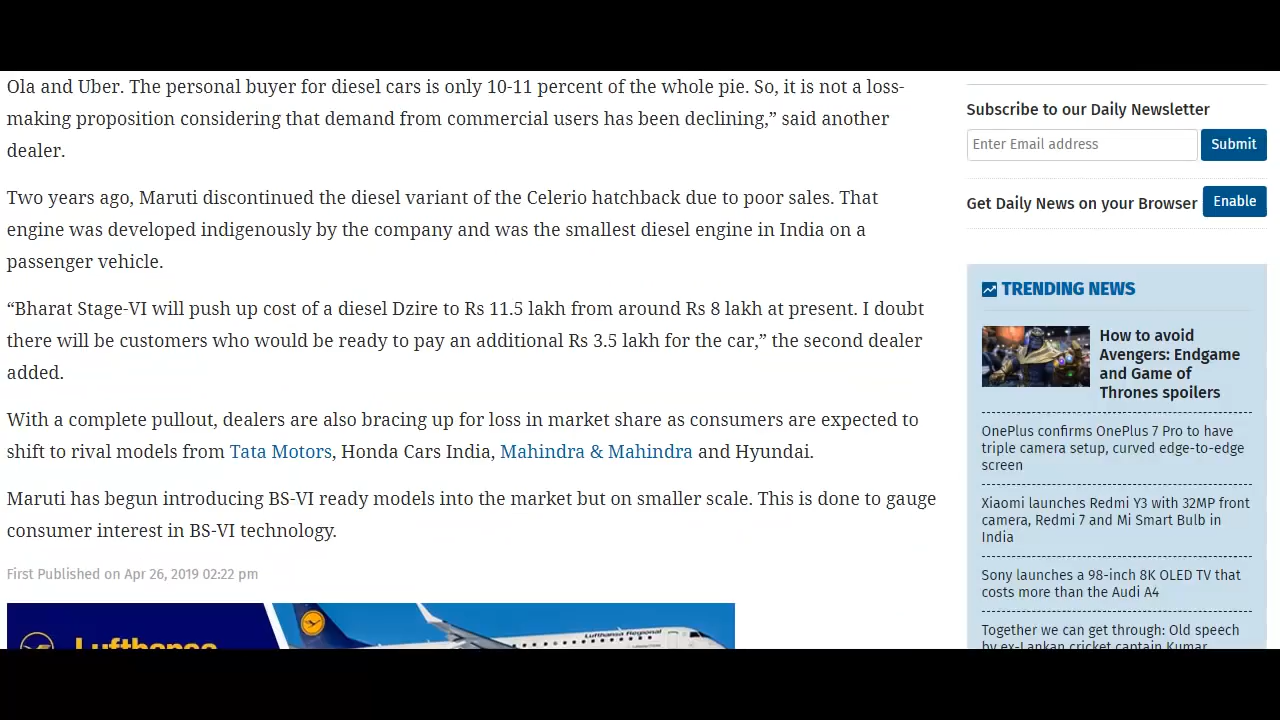 Ola and Uber. The personal buyer for diesel cars is only 10-11 percent of the whole pie. So, it is not a loss-
making proposition considering that demand from commercial users has been declining,” said another
dealer.
Two years ago, Maruti discontinued the diesel variant of the Celerio hatchback due to poor sales. That
engine was developed indigenously by the company and was the smallest diesel engine in India on a
passenger vehicle.
“Bharat Stage-VI will push up cost of a diesel Dzire to Rs 11.5 lakh from around Rs 8 lakh at present. I doubt
there will be customers who would be ready to pay an additional Rs 3.5 lakh for the car,” the second dealer
added.
With a complete pullout, dealers are also bracing up for loss in market share as consumers are expected to
shift to rival models from Tata Motors, Honda Cars India, Mahindra & Mahindra and Hyundai.
Maruti has begun introducing BS-VI ready models into the market but on smaller scale. This is done to gauge
consumer interest in BS-VI technology.
First Published on Apr 26, 2019 02:22 pm
Lufthansa
Lufthansa Regional
Subscribe to our Daily Newsletter
Enter Email address
Submit
Get Daily News on your Browser
Enable
TRENDING NEWS
How to avoid
Avengers: Endgame
and Game of
Thrones spoilers
OnePlus confirms OnePlus 7 Pro to have
triple camera setup, curved edge-to-edge
screen
Xiaomi launches Redmi Y3 with 32MP front
camera, Redmi 7 and Mi Smart Bulb in
India
Sony launches a 98-inch 8K OLED TV that
costs more than the Audi A4
Together we can get through: Old speech
by ex-Lankan cricket captain Kumar